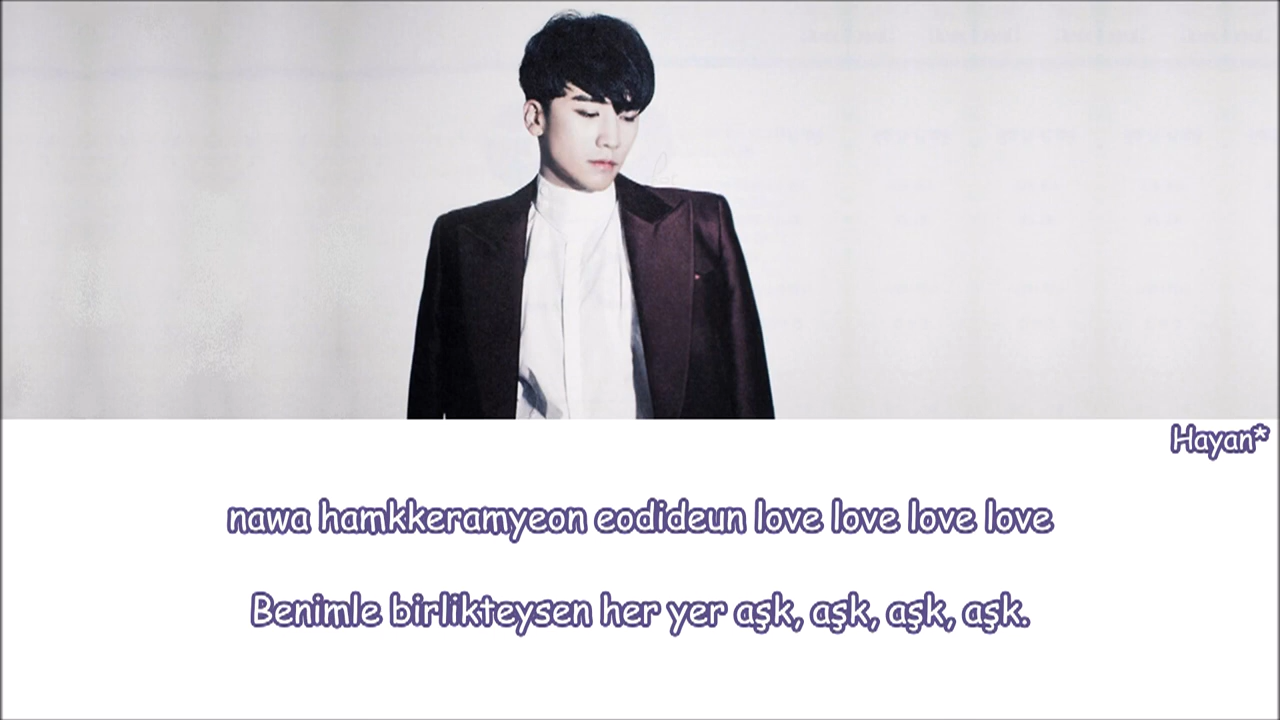 Hayan*
nawa hamkkeramyeon eodideun love love love love
Benimle birlikteysen her yer aşk, aşk, aşk, aşk.